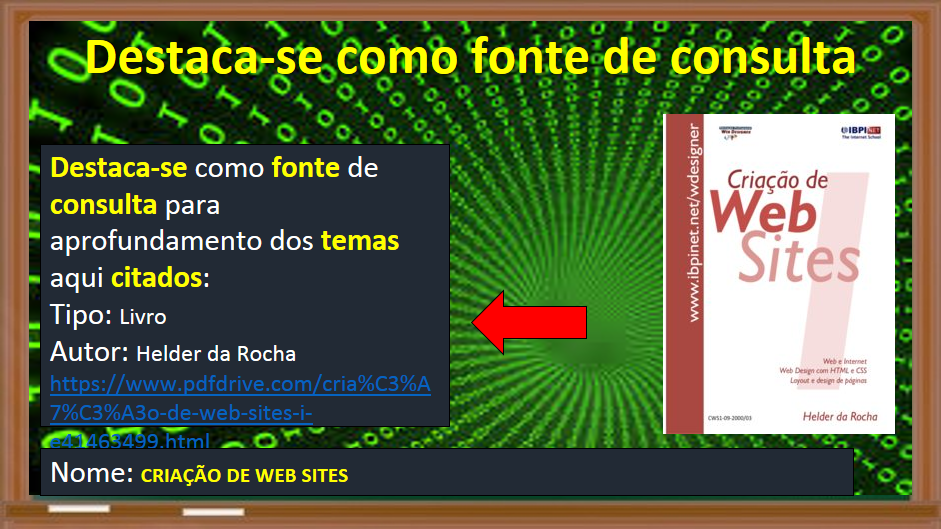 Destaca-se como fonte de consulta
Destaca-se como fonte de
consulta para
aprofundamento dos temas
aqui citados:
Tipo: Livro
Autor: Helder da Rocha
https://www.pdfdrive.com/cria%C3%A
7%C3%A3o-de-web-sites-i-
e41463499.html
Nome: CRIAÇÃO DE WEB SITES
www.ibpinet.net/wdesigner
IBPINET
The Internet School
Criação de
Web
Sites
I
Web e Internet
Web Design com HTML e CSS
Layout e design de páginas
CWS1-09-2000/03
Helder da Rocha